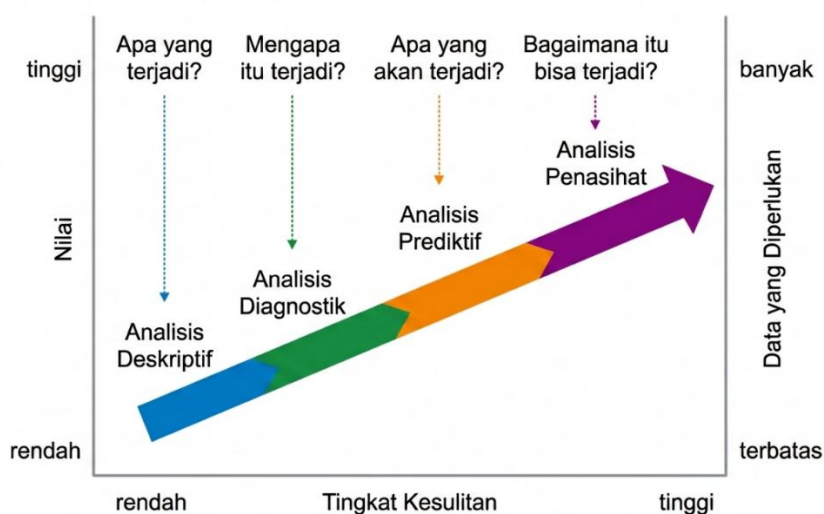 Apa yang
terjadi?
Mengapa
itu terjadi?
Apa yang
akan terjadi?
Bagaimana itu
bisa terjadi?
tinggi
banyak
Analisis
Penasihat
Analisis
Prediktif
Analisis
Diagnostik
Analisis
Deskriptif
Nilai
Data yang Diperlukan
rendah
terbatas
rendah
Tingkat Kesulitan
tinggi